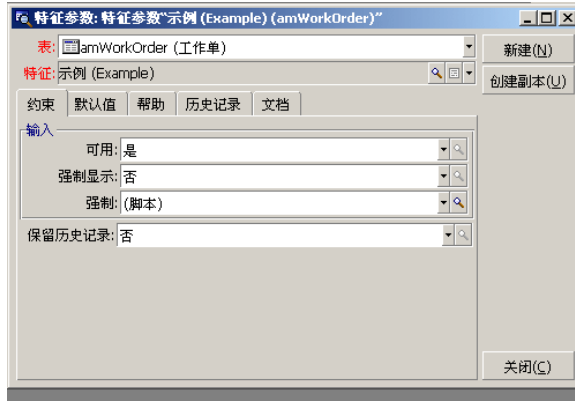 特征参数: 特征参数“示例 (Example) (amWorkOrder)”
表: amWorkOrder (工作单)
新建(N)
特征: 示例 (Example)
创建副本(U)
约束 默认值 帮助 历史记录 文档
输入
可用: 是
强制显示: 否
强制: (脚本)
保留历史记录: 否
关闭(C)